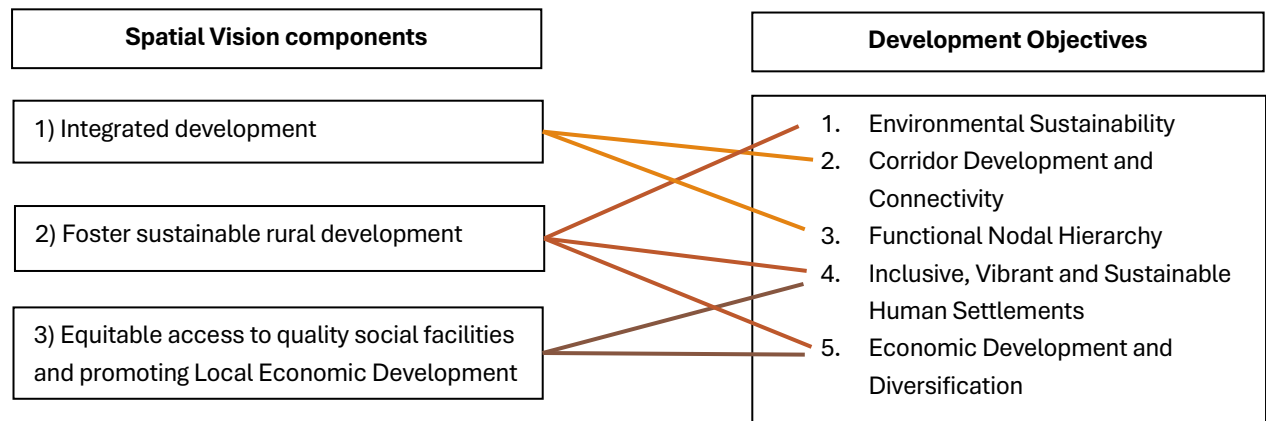 Spatial Vision components
Development Objectives
1) Integrated development
2) Foster sustainable rural development
3) Equitable access to quality social facilities
and promoting Local Economic Development
1. Environmental Sustainability
2. Corridor Development and
Connectivity
3. Functional Nodal Hierarchy
4. Inclusive, Vibrant and Sustainable
Human Settlements
5. Economic Development and
Diversification